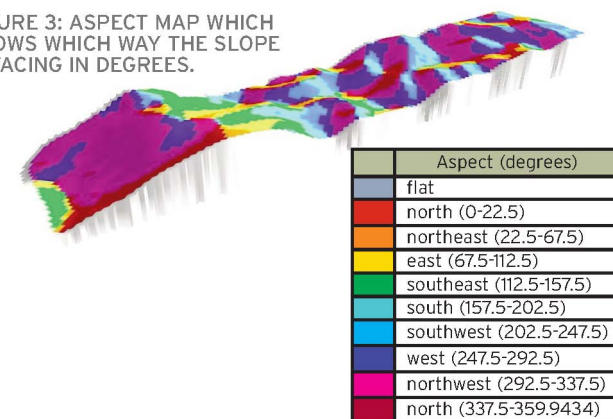 URE 3: ASPECT MAP WHICH
OWS WHICH WAY THE SLOPE
FACING IN DEGREES.
Aspect (degrees)
flat
north (0-22.5)
northeast (22.5-67.5)
east (67.5-112.5)
southeast (112.5-157.5)
south (157.5-202.5)
southwest (202.5-247.5)
west (247.5-292.5)
northwest (292.5-337.5)
north (337.5-359.9434)